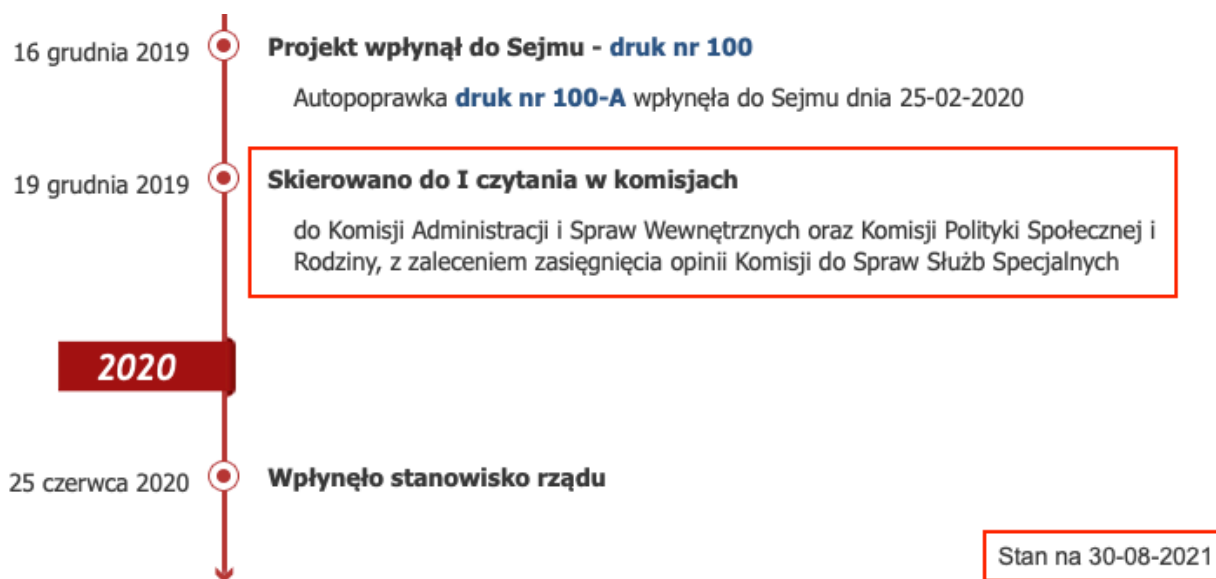 16 grudnia 2019
Projekt wpłynął do Sejmu - druk nr 100
Autopoprawka druk nr 100-A wpłynęła do Sejmu dnia 25-02-2020
19 grudnia 2019
Skierowano do I czytania w komisjach
do Komisji Administracji i Spraw Wewnętrznych oraz Komisji Polityki Społecznej i
Rodziny, z zaleceniem zasięgnięcia opinii Komisji do Spraw Służb Specjalnych
2020
25 czerwca 2020
Wpłynęło stanowisko rządu
Stan na 30-08-2021